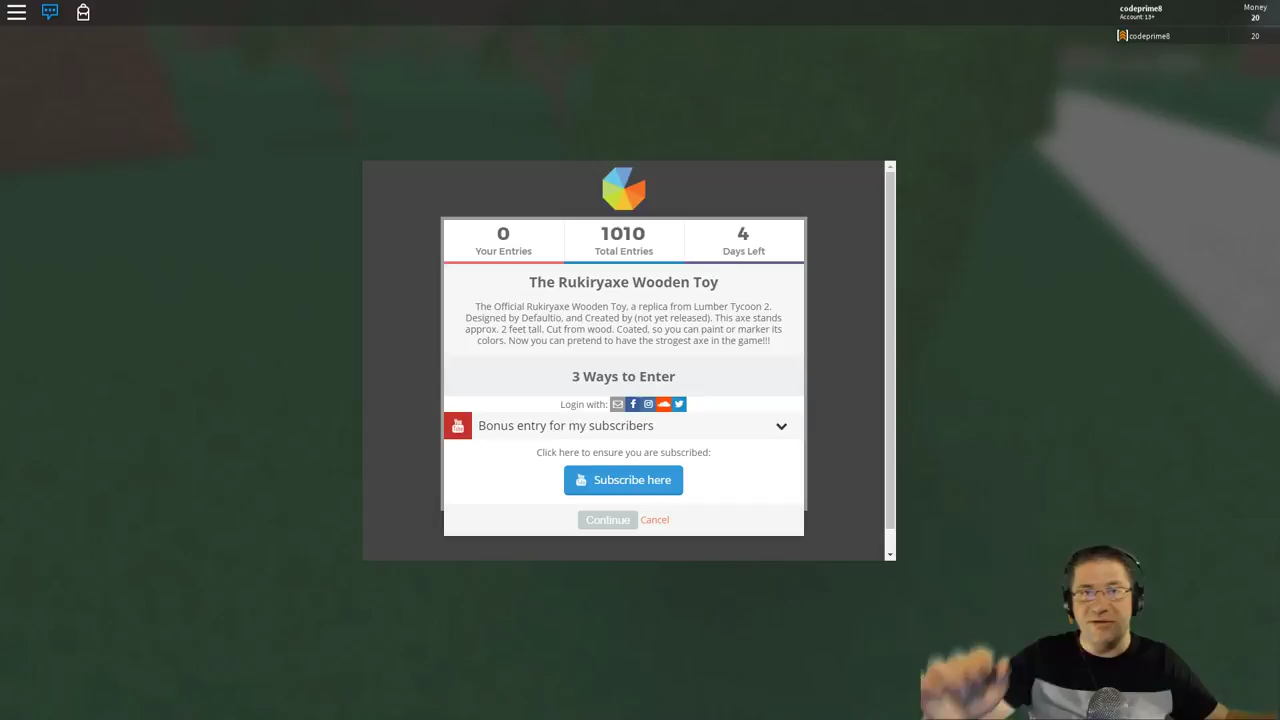 codeprime8
Account: 13+
Money
20
codeprime8
20
0
Your Entries
1010
Total Entries
4
Days Left
The Rukiryaxe Wooden Toy
The Official Rukiryaxe Wooden Toy, a replica from Lumber Tycoon 2.
Designed by Defaultio, and Created by (not yet released). This axe stands
approx. 2 feet tall. Cut from wood. Coated, so you can paint or marker its
colors. Now you can pretend to have the strogest axe in the game!!!
3 Ways to Enter
Login with:
Bonus entry for my subscribers
Click here to ensure you are subscribed:
Subscribe here
Continue Cancel